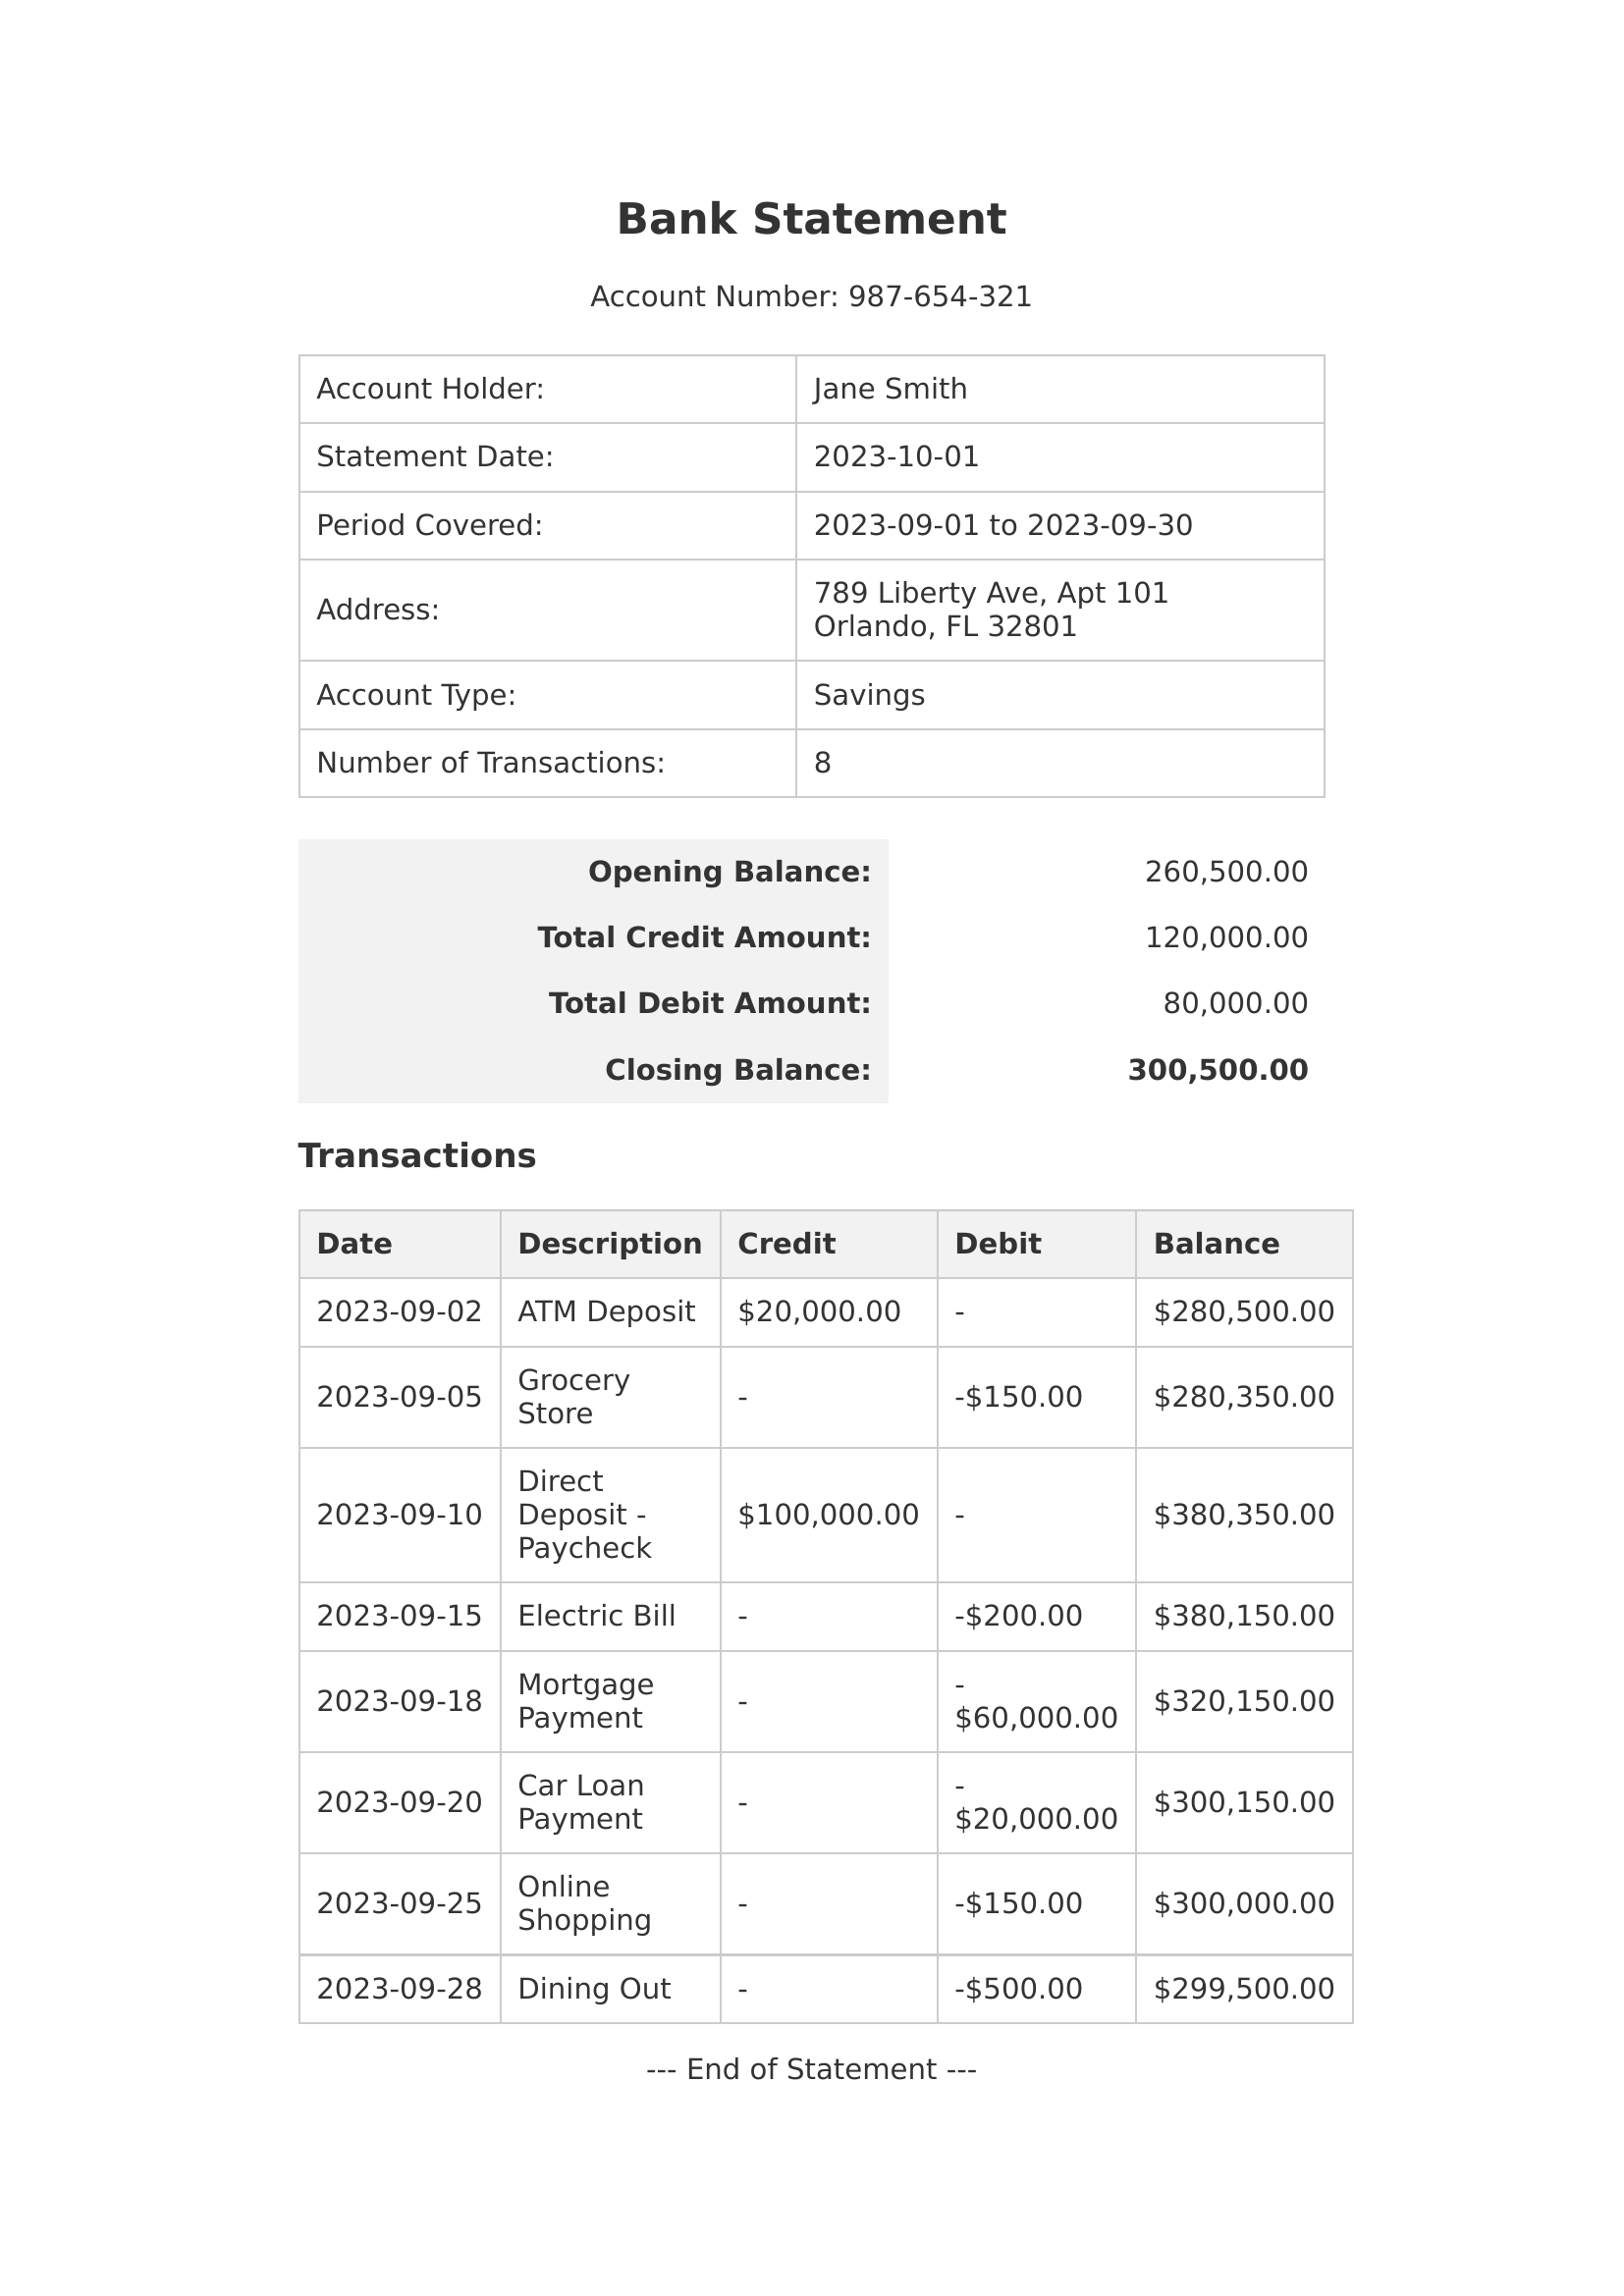 Bank Statement
Account Number: 987-654-321
Account Holder: Jane Smith
Statement Date: 2023-10-01
Period Covered: 2023-09-01 to 2023-09-30
Address: 789 Liberty Ave, Apt 101
Orlando, FL 32801
Account Type: Savings
Number of Transactions: 8
Opening Balance: 260,500.00
Total Credit Amount: 120,000.00
Total Debit Amount: 80,000.00
Closing Balance: 300,500.00
Transactions
Date Description Credit Debit Balance
2023-09-02 ATM Deposit $20,000.00 - $280,500.00
2023-09-05 Grocery
Store - -$150.00 $280,350.00
2023-09-10 Direct
Deposit -
Paycheck $100,000.00 - $380,350.00
2023-09-15 Electric Bill - -$200.00 $380,150.00
2023-09-18 Mortgage
Payment - -
$60,000.00 $320,150.00
2023-09-20 Car Loan
Payment - -
$20,000.00 $300,150.00
2023-09-25 Online
Shopping - -$150.00 $300,000.00
2023-09-28 Dining Out - -$500.00 $299,500.00
--- End of Statement ---